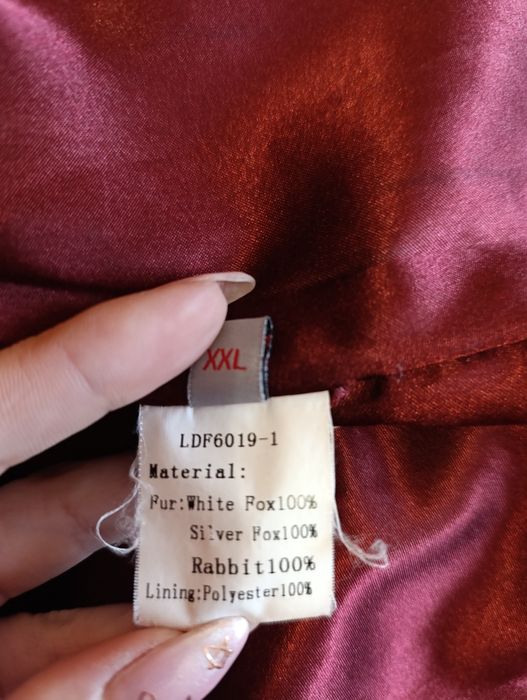 XXL
LDF6019-1
Material:
Fur:White Fox100%
Silver Fox100%
Rabbit100%
Lining:Polyester100%